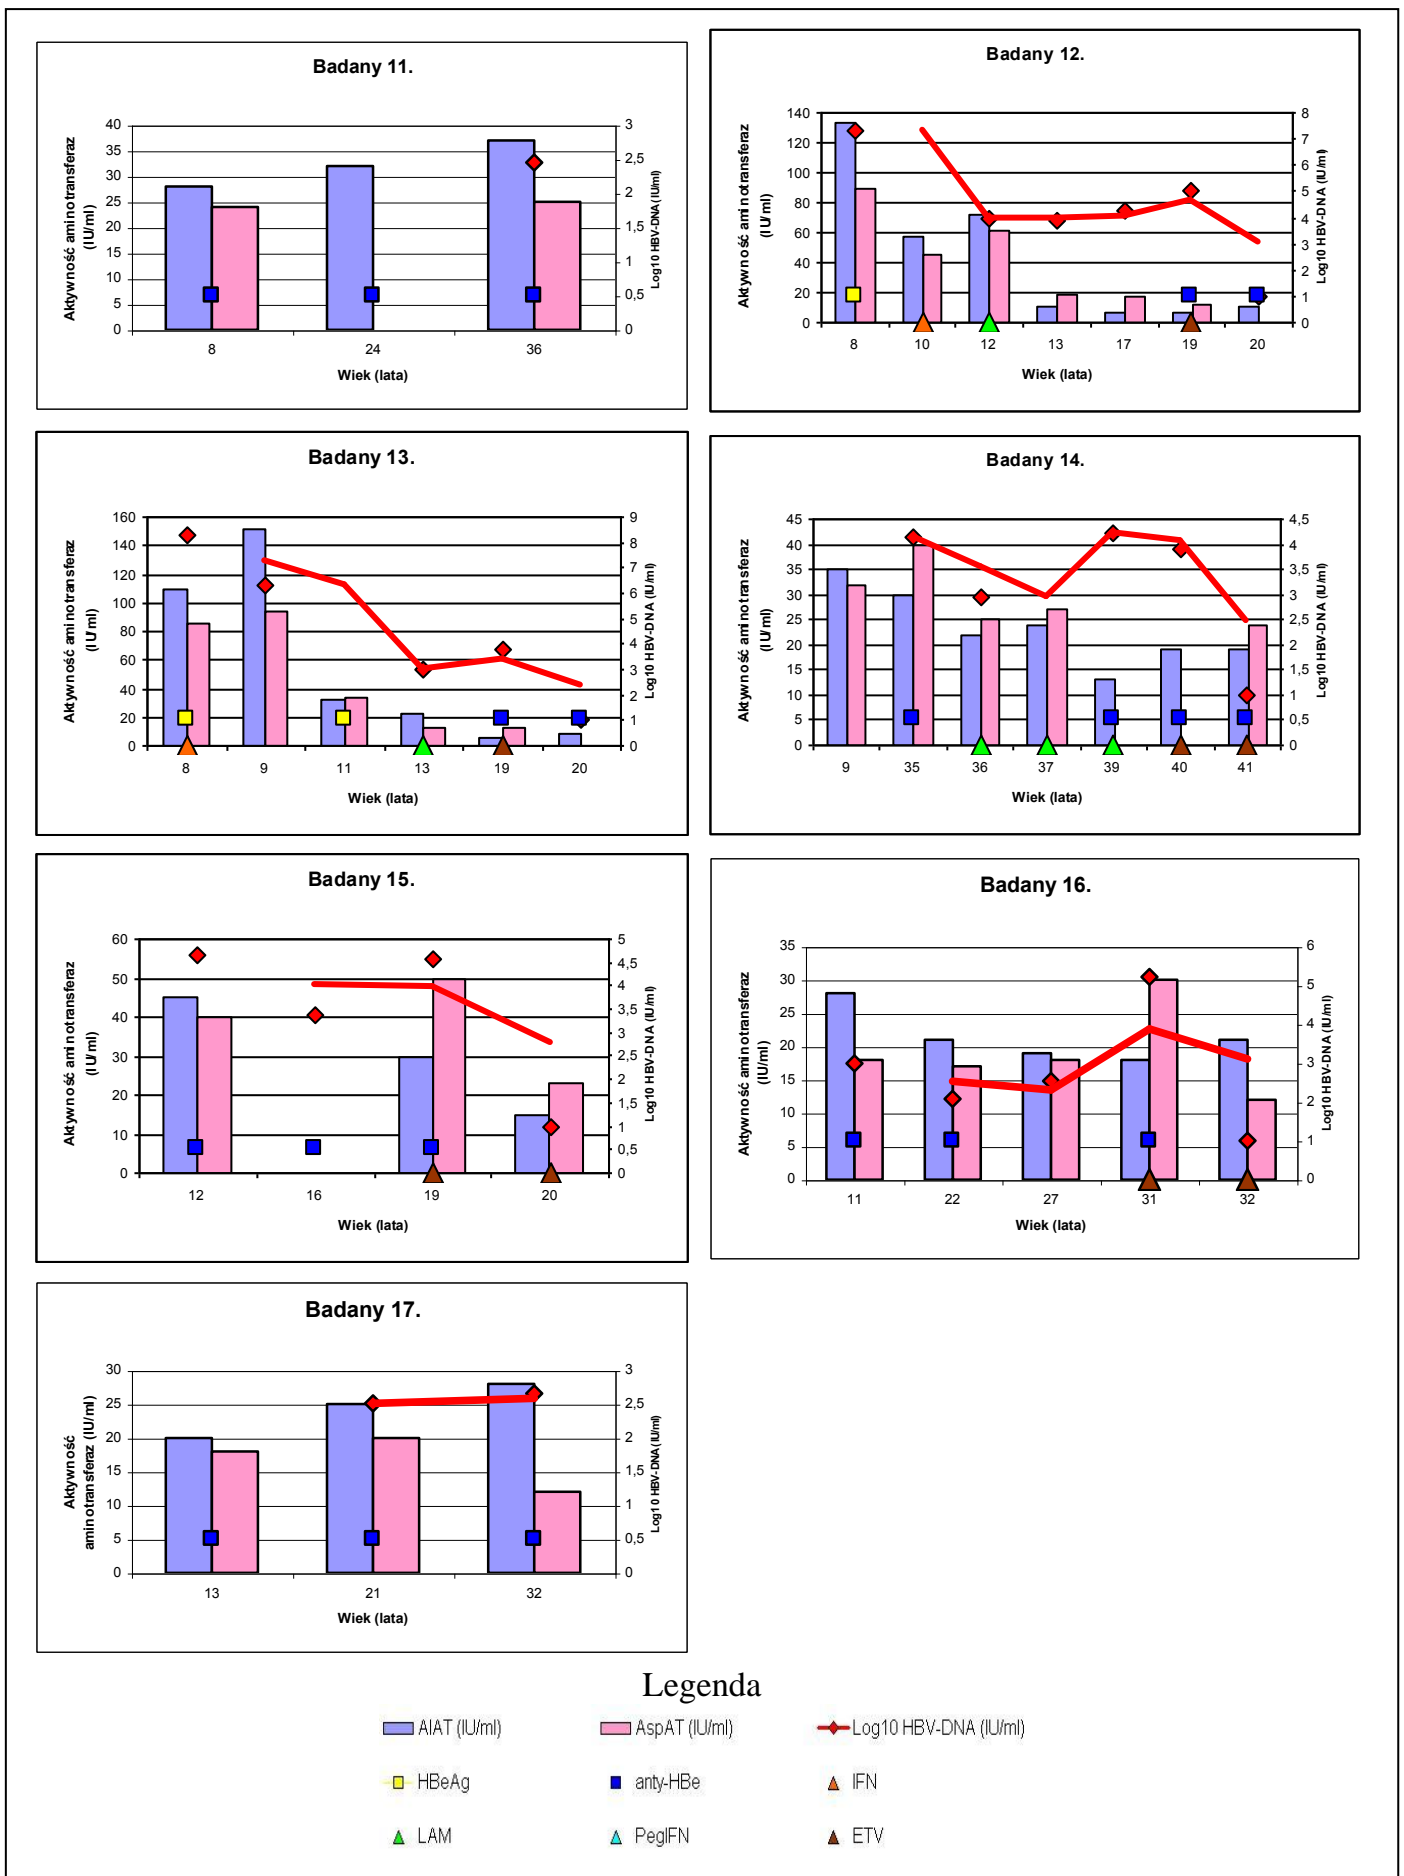 Badany 11.
Aktywność aminotransferaz
(IU/ml)
40
35
30
25
20
15
10
5
0
3
2,5
2
1,5
1
0,5
0
Log10 HBV-DNA (IU/ml)
8 24 36
Wiek (lata)
Badany 12.
Aktywność aminotransferaz
(IU/ml)
140
120
100
80
60
40
20
0
8
7
6
5
4
3
2
1
0
Log10 HBV-DNA (IU/ml)
8 10 12 13 17 19 20
Wiek (lata)
Badany 13.
Aktywność aminotransferaz
(IU/ml)
160
140
120
100
80
60
40
20
0
9
8
7
6
5
4
3
2
1
0
Log10 HBV-DNA (IU/ml)
8 9 11 13 19 20
Wiek (lata)
Badany 14.
Aktywność aminotransferaz
(IU/ml)
45
40
35
30
25
20
15
10
5
0
4,5
4
3,5
3
2,5
2
1,5
1
0,5
0
Log10 HBV-DNA (IU/ml)
9 35 36 37 39 40 41
Wiek (lata)
Badany 15.
Aktywność aminotransferaz
(IU/ml)
60
50
40
30
20
10
0
5
4,5
4
3,5
3
2,5
2
1,5
1
0,5
0
Log10 HBV-DNA (IU/ml)
12 16 19 20
Wiek (lata)
Badany 16.
Aktywność aminotransferaz
(IU/ml)
35
30
25
20
15
10
5
0
6
5
4
3
2
1
0
Log10 HBV-DNA (IU/ml)
11 22 27 31 32
Wiek (lata)
Badany 17.
Aktywność
aminotransferaz (IU/ml)
30
25
20
15
10
5
0
3
2,5
2
1,5
1
0,5
0
Log10 HBV-DNA (IU/ml)
13 21 32
Wiek (lata)
Legenda
AlAT (IU/ml) AspAT (IU/ml) Log10 HBV-DNA (IU/ml)
HBeAg anty-HBe IFN
LAM PegIFN ETV